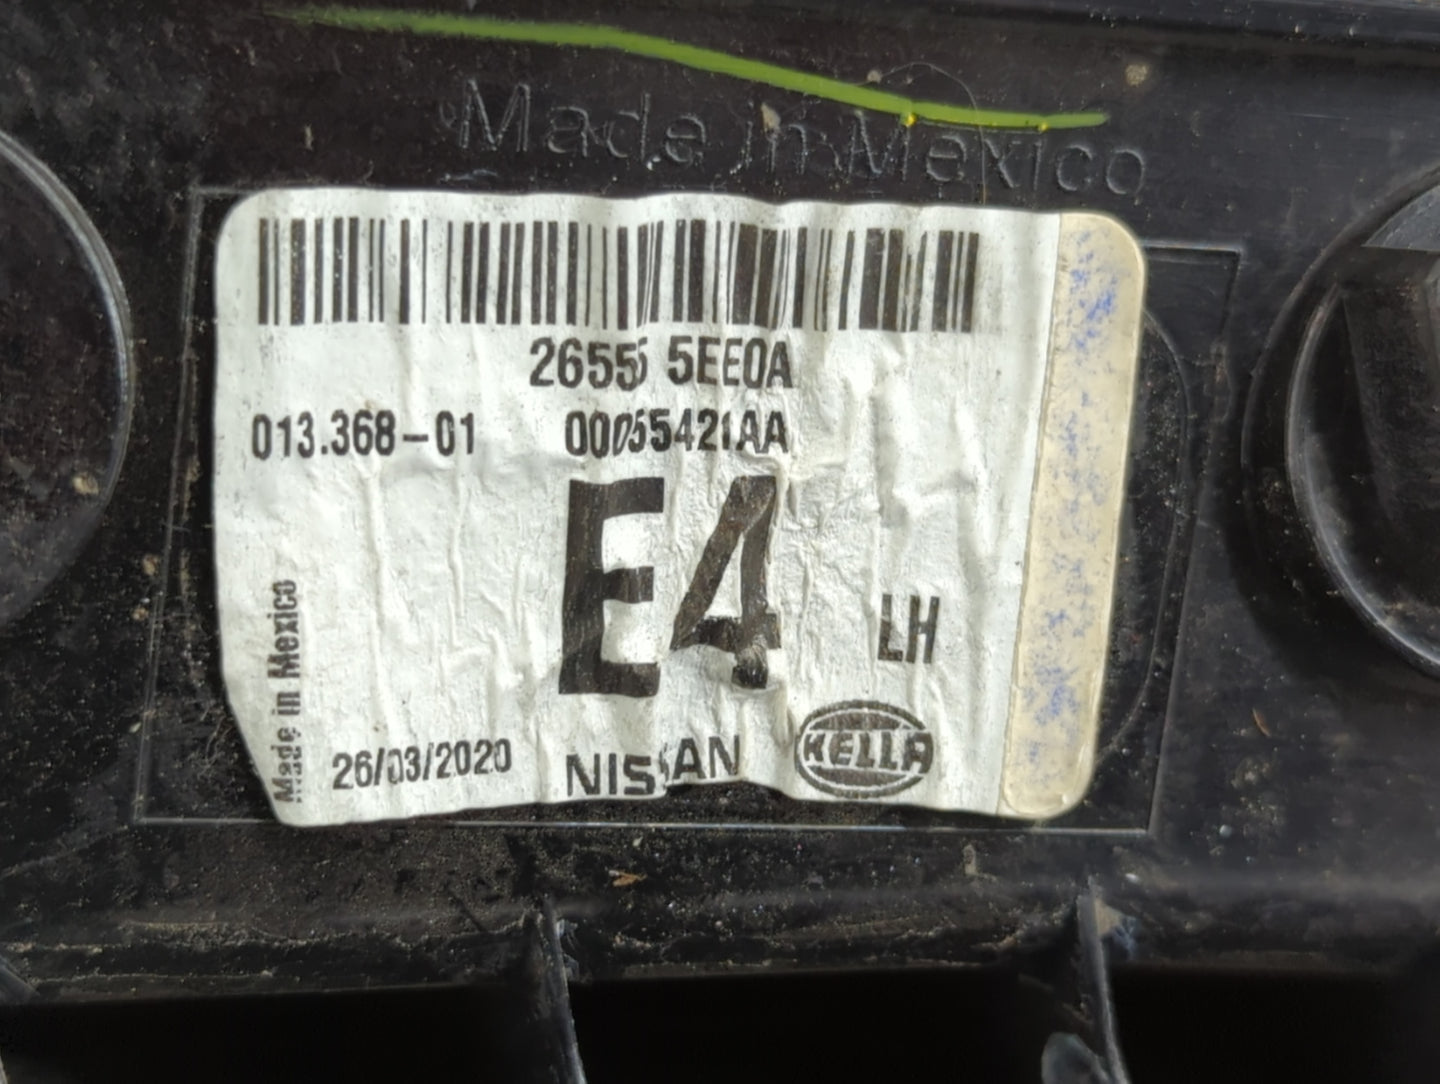 Made in Mexico
26555 5EE0A
013.368-01 00055421AA
E4
LH
Made in Mexico
26/03/2020 NISSAN HELLA